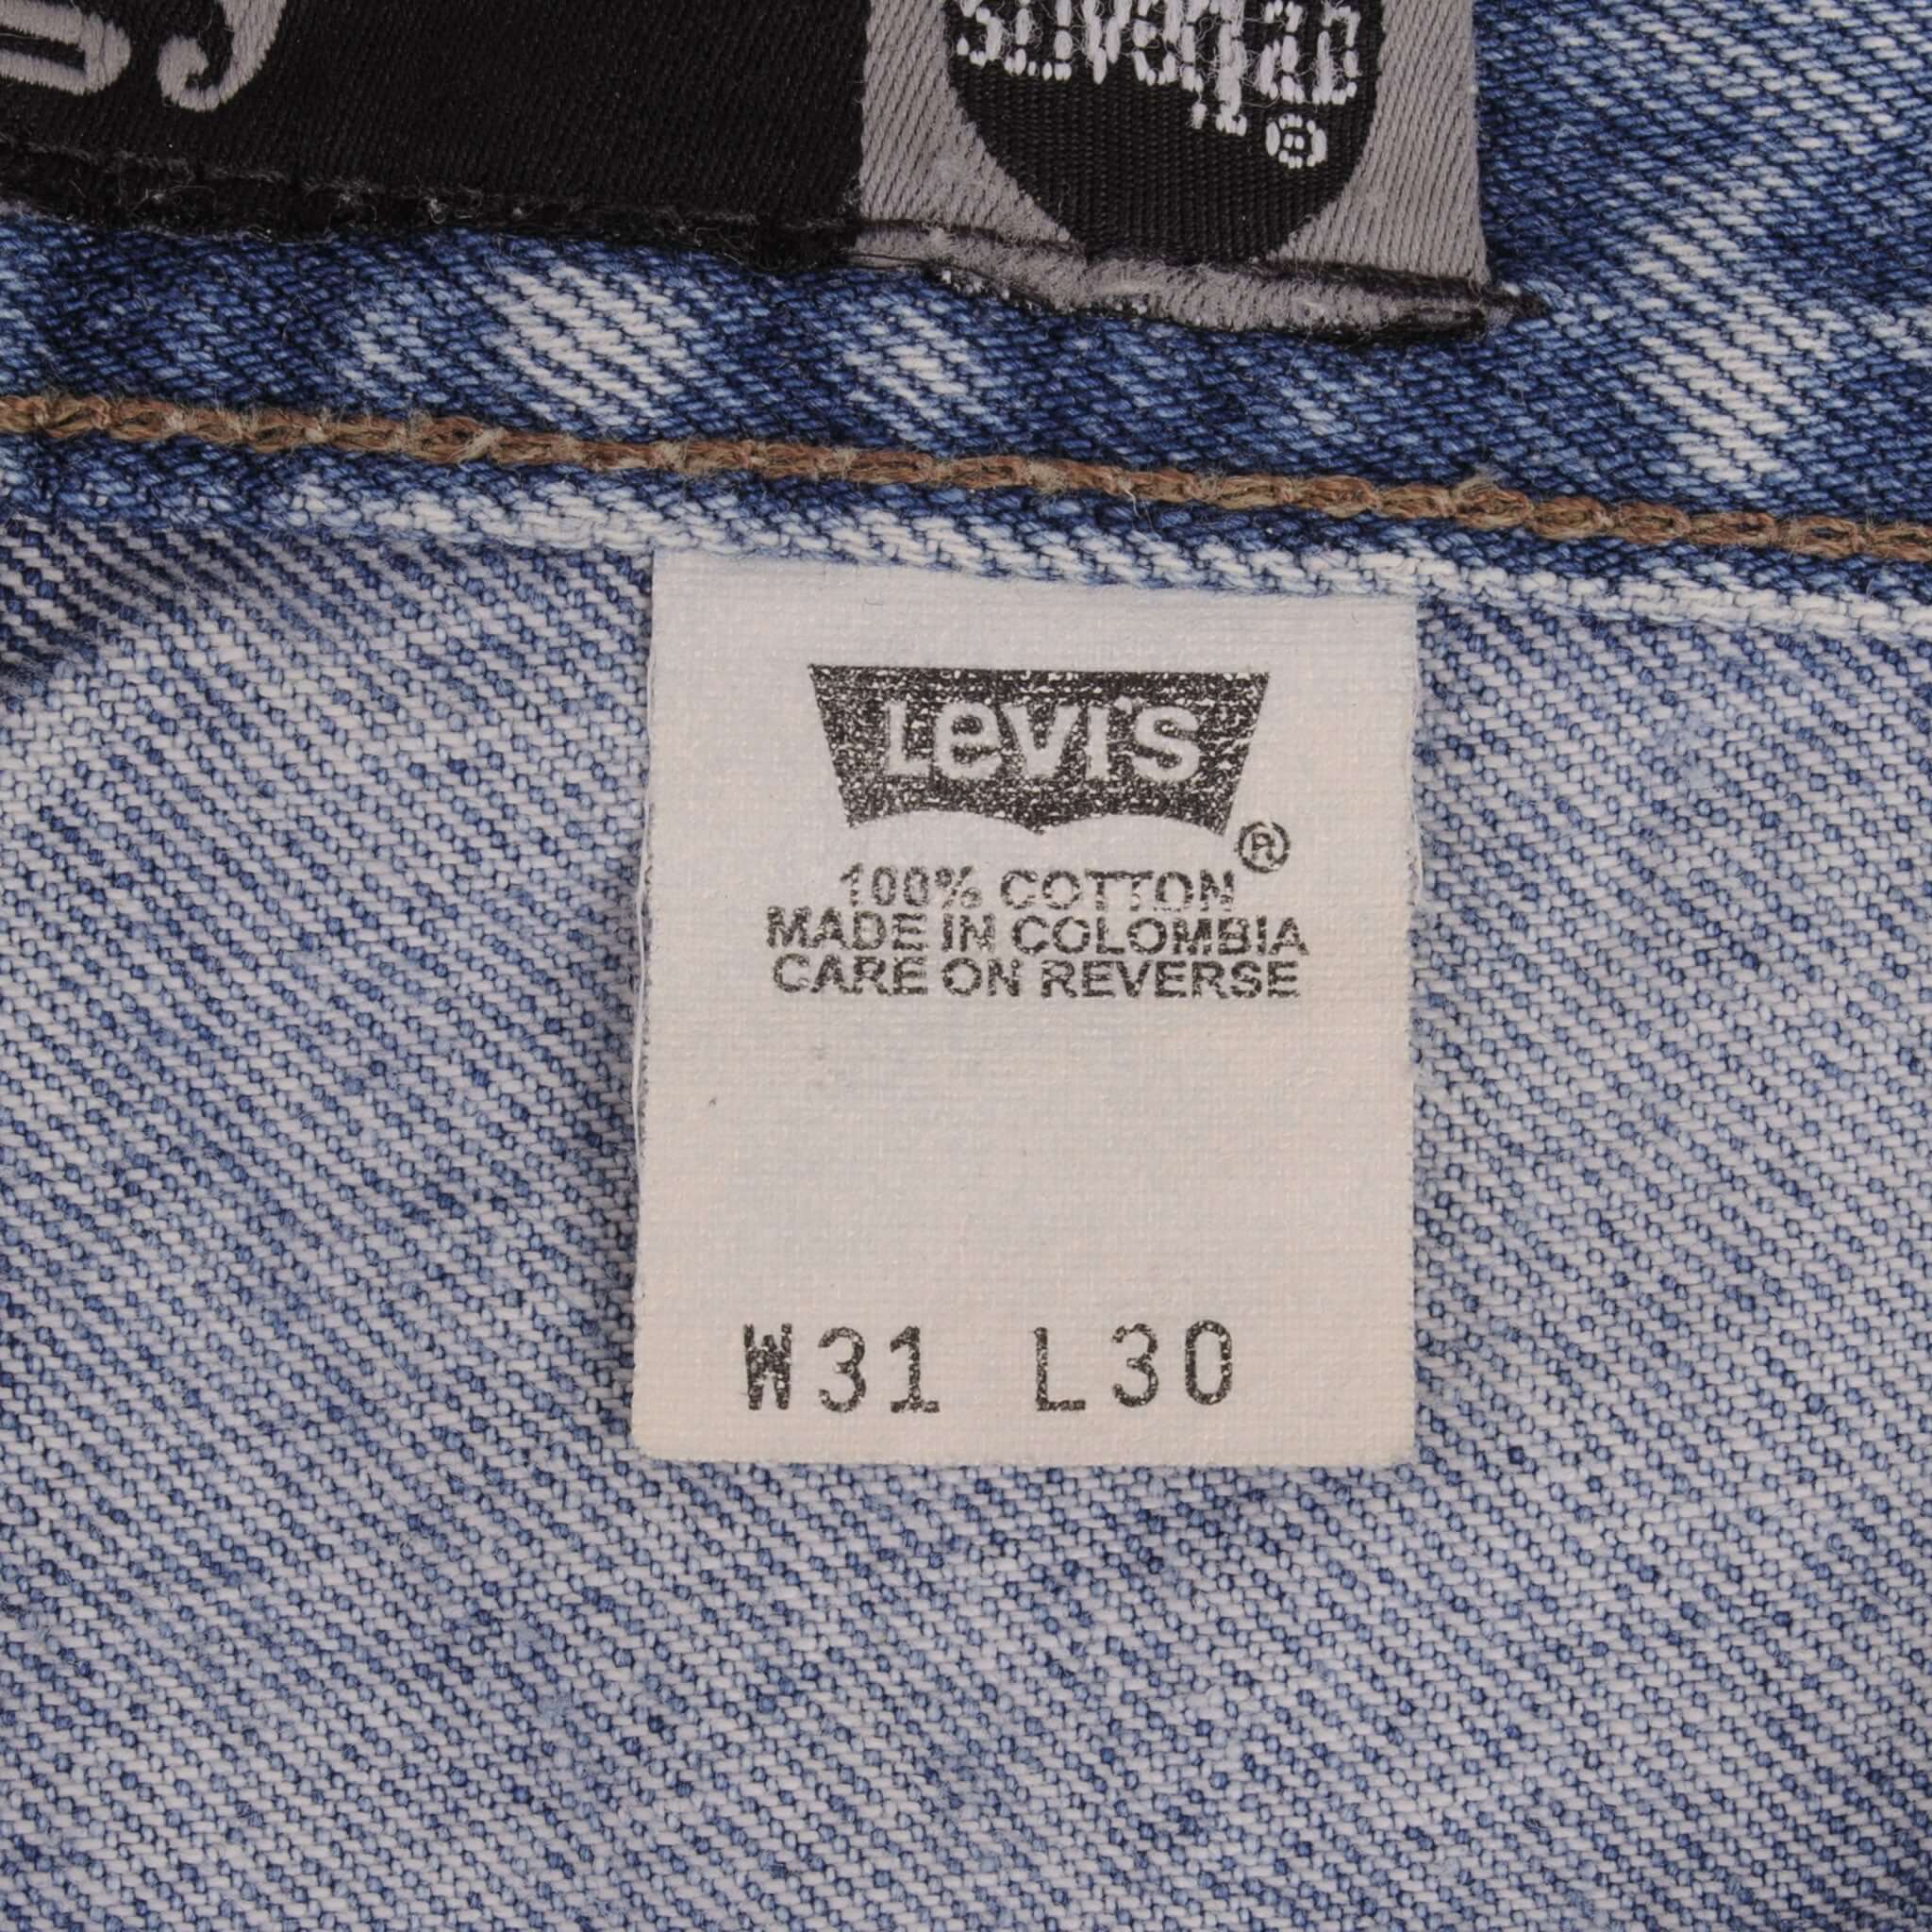 Levi's
®
100% COTTON
MADE IN COLOMBIA
CARE ON REVERSE
W31 L30